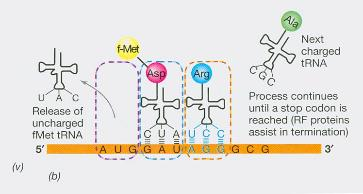 f-Met
Ala
Next
charged
tRNA
Asp
Arg
C G C
U A C
Release of
uncharged
fMet tRNA
Process continues
until a stop codon is
reached (RF proteins
assist in termination)
C U A
U C C
5'
A U G G A U A G G G C G
3'
(v)
(b)